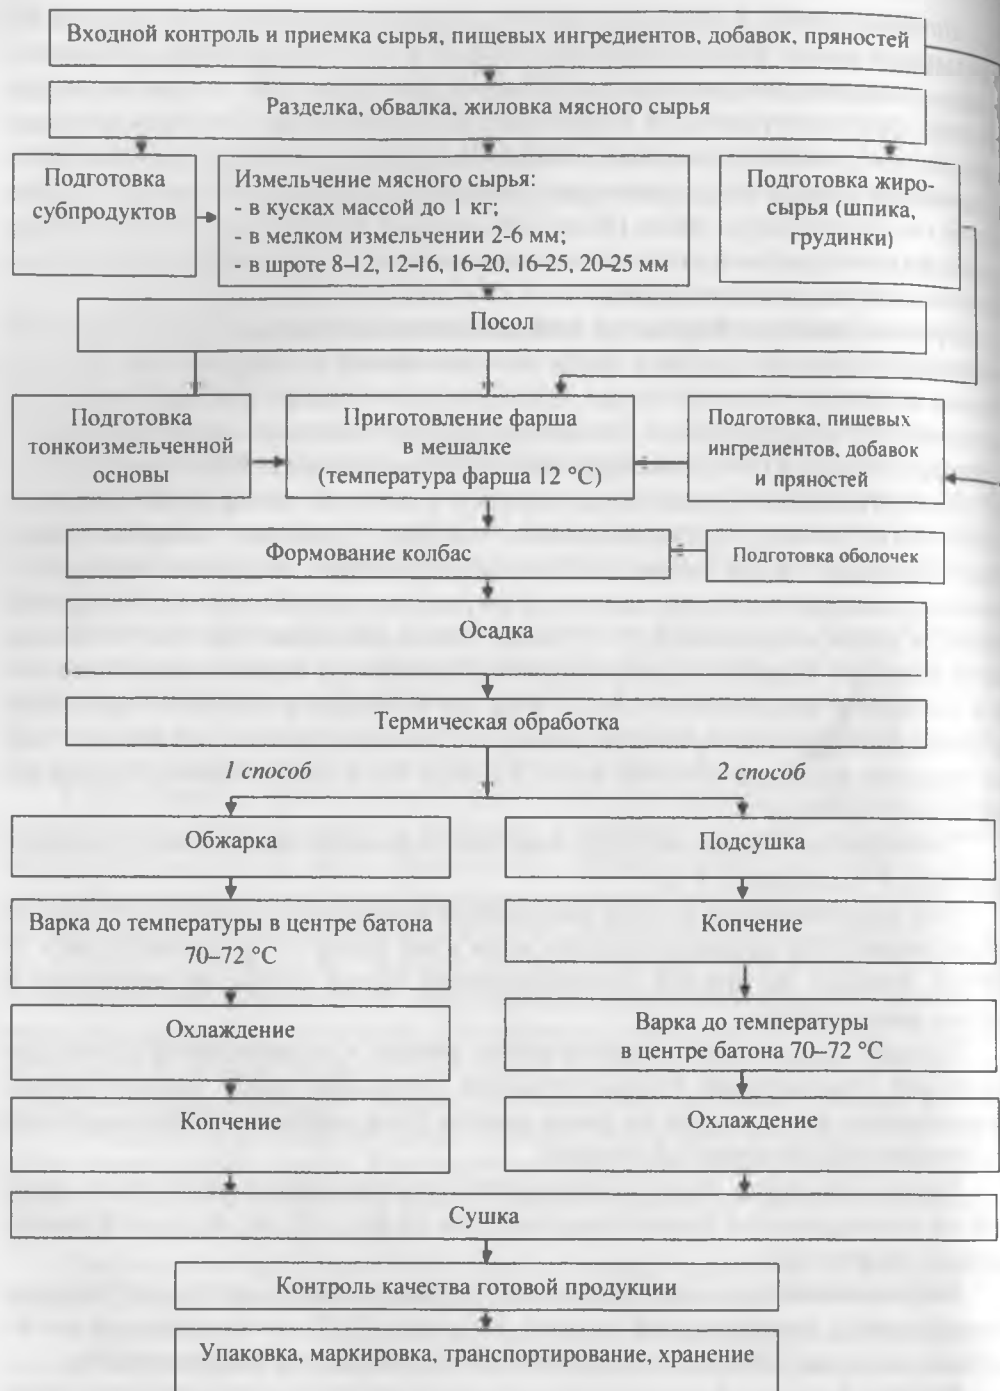 Входной контроль и приемка сырья, пищевых ингредиентов, добавок, пряностей
Разделка, обвалка, жиловка мясного сырья
Подготовка
субпродуктов
Измельчение мясного сырья:
- в кусках массой до 1 кг;
- в мелком измельчении 2-6 мм;
- в шроте 8–12, 12–16, 16–20, 16–25, 20–25 мм
Подготовка жиро-
сырья (шпика,
грудинки)
Посол
Подготовка
тонкоизмельченной
основы
Приготовление фарша
в мешалке
(температура фарша 12 °С)
Подготовка, пищевых
ингредиентов, добавок
и пряностей
Формование колбас
Подготовка оболочек
Осадка
Термическая обработка
1 способ
2 способ
Обжарка
Подсушка
Варка до температуры в центре батона
70–72 °С
Копчение
Охлаждение
Варка до температуры
в центре батона 70–72 °С
Копчение
Охлаждение
Сушка
Контроль качества готовой продукции
Упаковка, маркировка, транспортирование, хранение